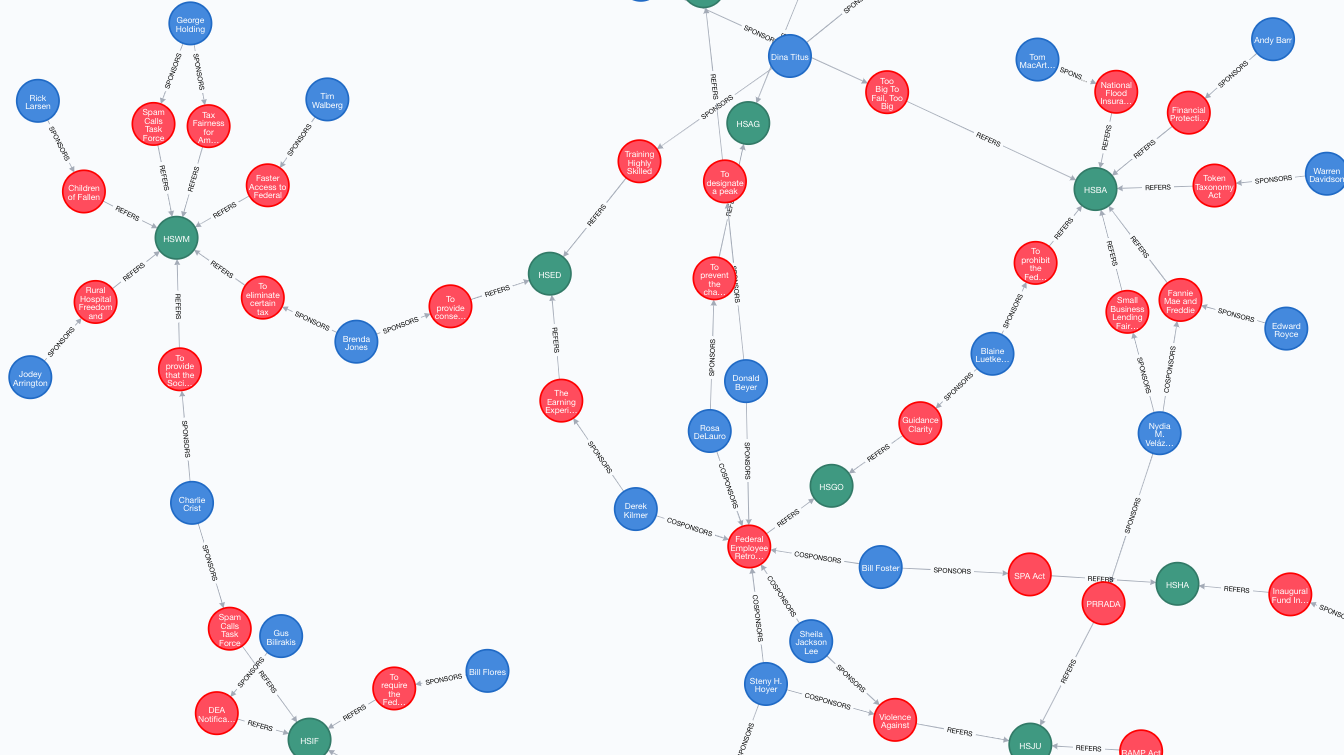 George
Holding
SPONSORS
SPONSORS
Rick
Larsen
Tim
Walberg
Spam
Calls
Task
Force
Tax
Fairness
for
Am...
SPONSORS
SPONSORS
Children
of Fallen
Faster
Access to
Federal
REFERS
REFERS
REFERS
REFERS
HSWM
REFERS
REFERS
REFERS
Rural
Hospital
Freedom
and
To
eliminate
certain
tax
SPONSORS
Jodey
Arrington
To
provide
that the
Soci...
SPONSORS
Brenda
Jones
SPONSORS
To
provide
conse...
REFERS
HSED
SPONSORS
Charlie
Crist
SPONSORS
Spam
Calls
Task
Force
Gus
Bilirakis
SPONSORS
REFERS
DEA
Notifica...
REFERS
HSIF
REFERS
To
require
the
Fed...
SPONSORS
Bill Flores
SPONSORS
SPONSORS
Dina Titus
REFERS
SPONSORS
HSAG
Training
Highly
Skilled
REFERS
To
designate
a peak
REFERS
To
prevent
the
cha...
SPONSORS
SPONSORS
Donald
Beyer
Rosa
DeLauro
REFERS
The
Earning
Experi...
SPONSORS
Derek
Kilmer
COSPONSORS
COSPONSORS
SPONSORS
Federal
Employee
Retro...
REFERS
HSGO
REFERS
Guidance
Clarity
SPONSORS
Blaine
Luetke...
SPONSORS
To
prohibit
the
Fed...
REFERS
Too
Big To
Fail, Too
Big
REFERS
HSBA
Tom
MacArt...
SPONS...
National
Flood
Insura...
REFERS
Andy Barr
SPONSORS
Financial
Protecti...
REFERS
Token
Taxonomy
Act
REFERS
SPONSORS
Warren
Davidson
REFERS
REFERS
Small
Business
Lending
Fair...
Fannie
Mae and
Freddie
SPONSORS
Edward
Royce
SPONSORS
COSPONSORS
Nydia
M.
Veláz...
SPONSORS
COSPONSORS
Bill Foster
SPONSORS
SPA Act
REFERS
HSHA
REFERS
Inaugural
Fund In...
PRRADA
REFERS
COSPONSORS
COSPONSORS
Sheila
Jackson
Lee
SPONSORS
Steny H.
Hoyer
COSPONSORS
Violence
Against
REFERS
HSJU
REFERS
RAMP Act